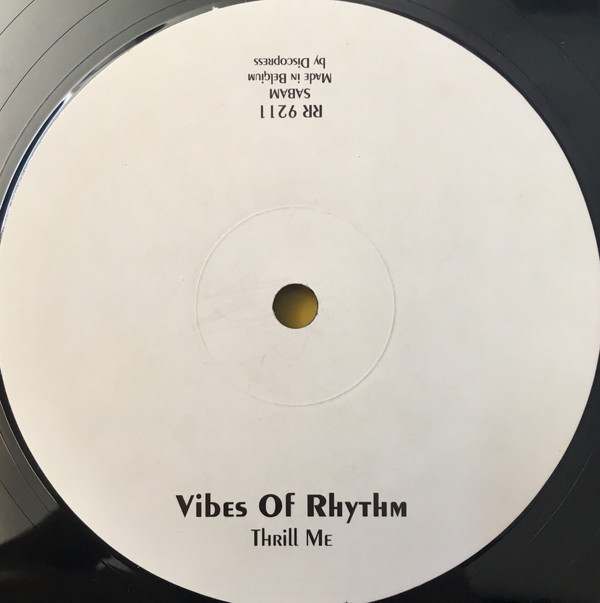 RR 9211
SABAM
Made in Belgium
by Discopress
Vibes Of Rhythm
Thrill Me